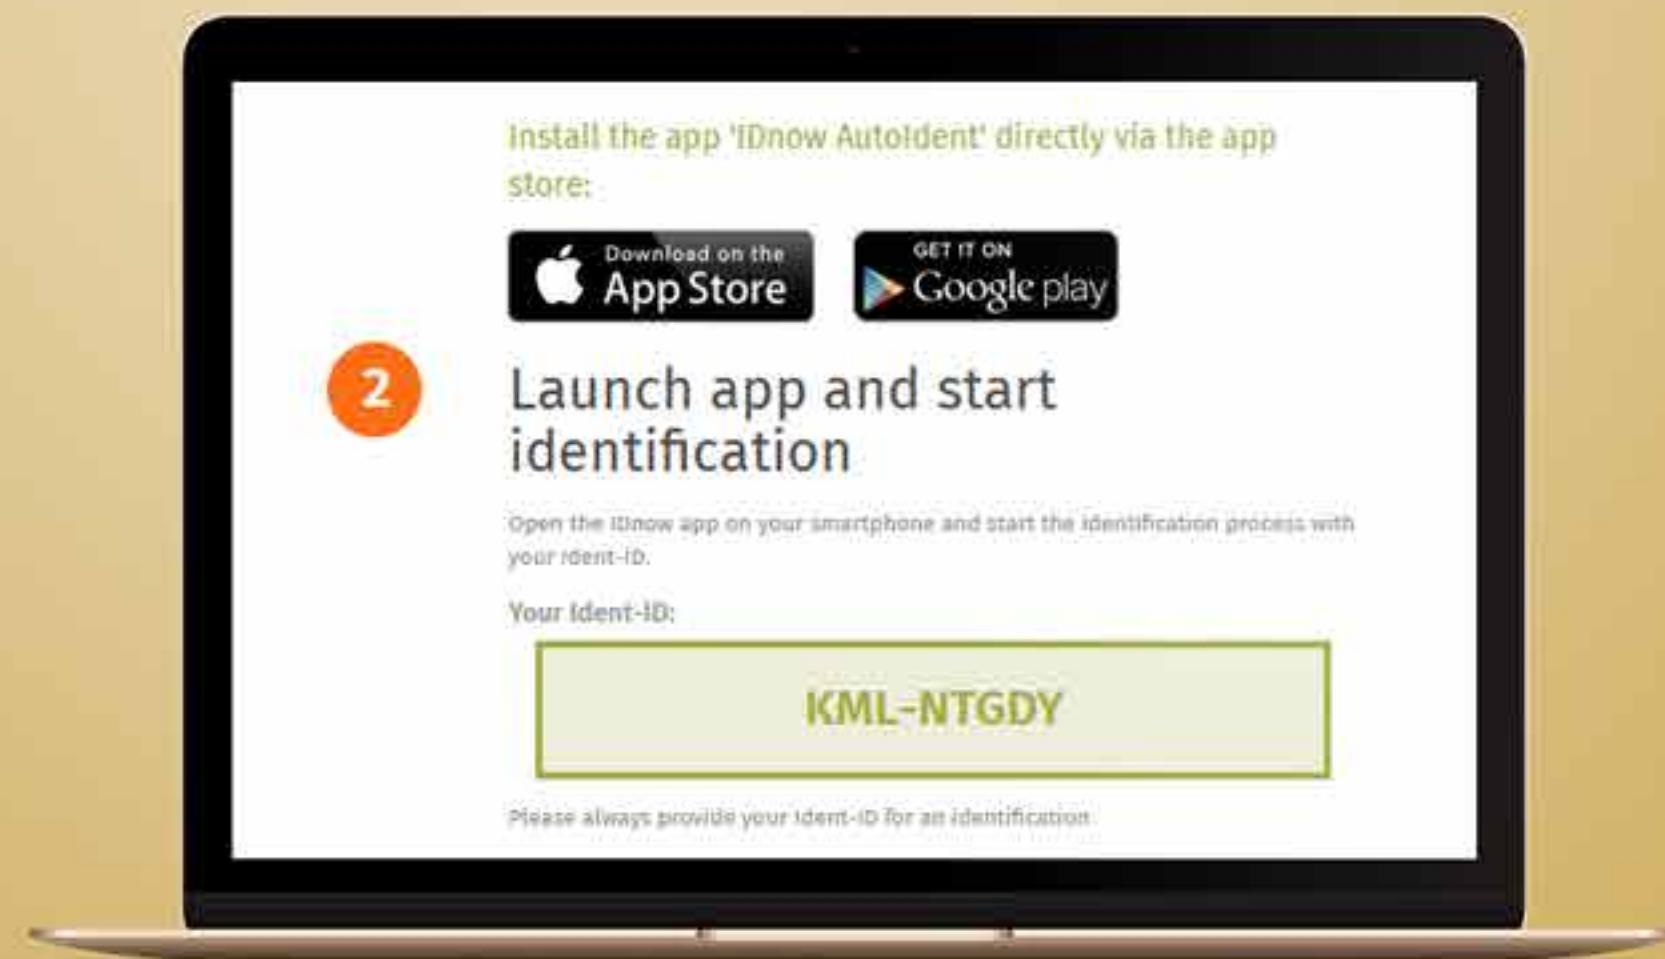 Install the app 'IDnow AutoIdent' directly via the app
store:
Download on the
App Store
GET IT ON
Google play
2
Launch app and start
identification
Open the IDnow app on your smartphone and start the identification process with
your Ident-ID.
Your Ident-ID:
KML-NTGDY
Please always provide your Ident-ID for an identification